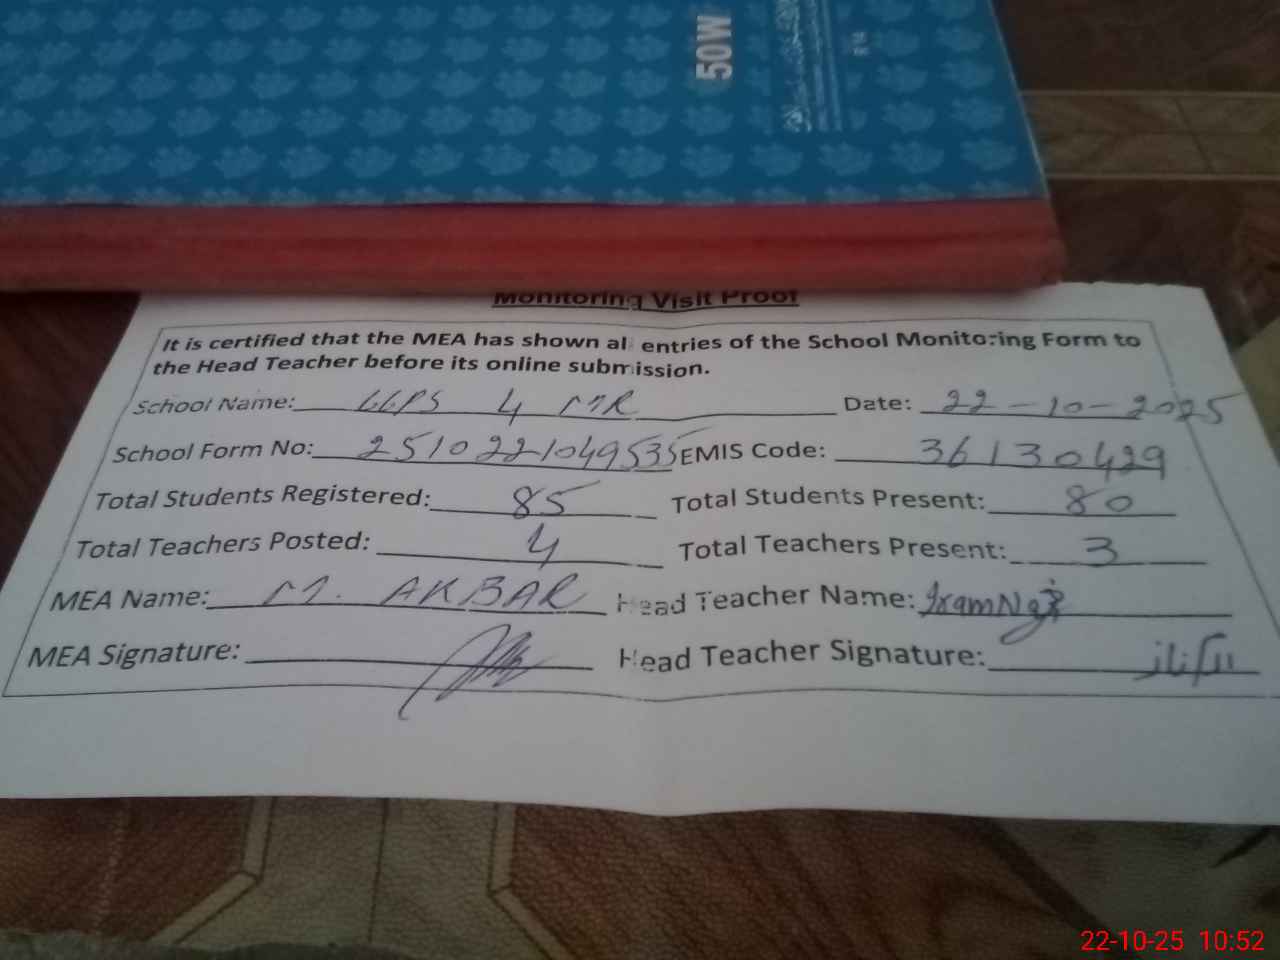 50W
Monitoring Visit Proof
It is certified that the MEA has shown all entries of the School Monitoring Form to
the Head Teacher before its online submission.
School Name: GGPS 4 MR Date: 22-10-2025
School Form No: 2510221049535 EMIS Code: 36130429
Total Students Registered: 85 Total Students Present: 80
Total Teachers Posted: 4 Total Teachers Present: 3
MEA Name: M. AKBAR Head Teacher Name: Iram Naz
MEA Signature: Head Teacher Signature:
22-10-25 10:52